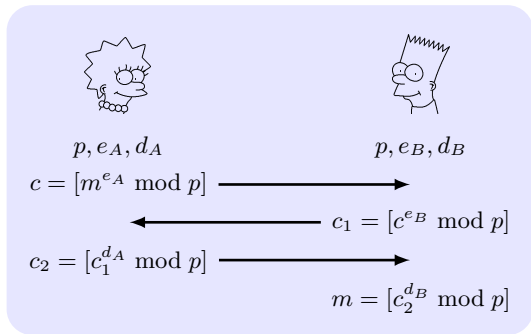 p, e_A, d_A p, e_B, d_B
c = [m^{e_A} mod p]
c_1 = [c^{e_B} mod p]
c_2 = [c_1^{d_A} mod p]
m = [c_2^{d_B} mod p]